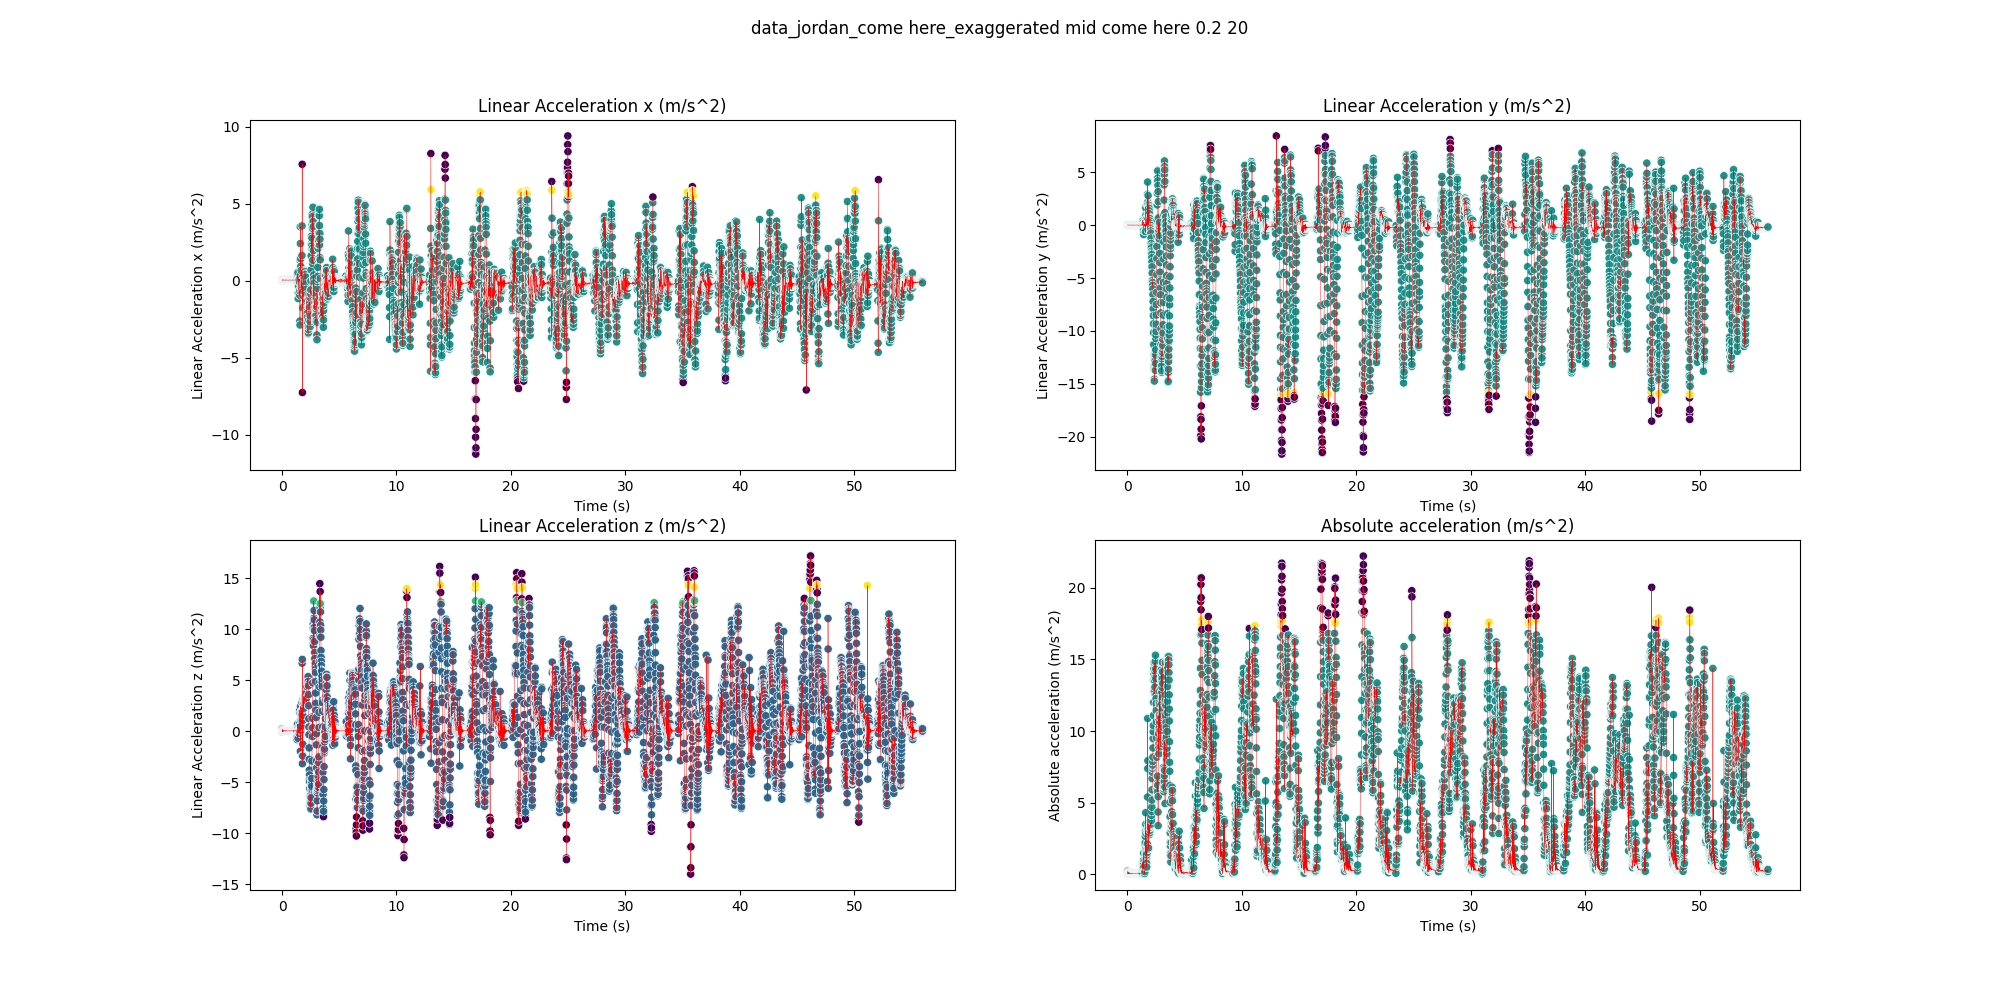 data_jordan_come here_exaggerated mid come here 0.2 20
Linear Acceleration x (m/s^2)
Linear Acceleration x (m/s^2)
10
5
0
−5
−10
0 10 20 30 40 50
Time (s)
Linear Acceleration y (m/s^2)
Linear Acceleration y (m/s^2)
5
0
−5
−10
−15
−20
0 10 20 30 40 50
Time (s)
Linear Acceleration z (m/s^2)
Linear Acceleration z (m/s^2)
15
10
5
0
−5
−10
−15
0 10 20 30 40 50
Time (s)
Absolute acceleration (m/s^2)
Absolute acceleration (m/s^2)
20
15
10
5
0
0 10 20 30 40 50
Time (s)